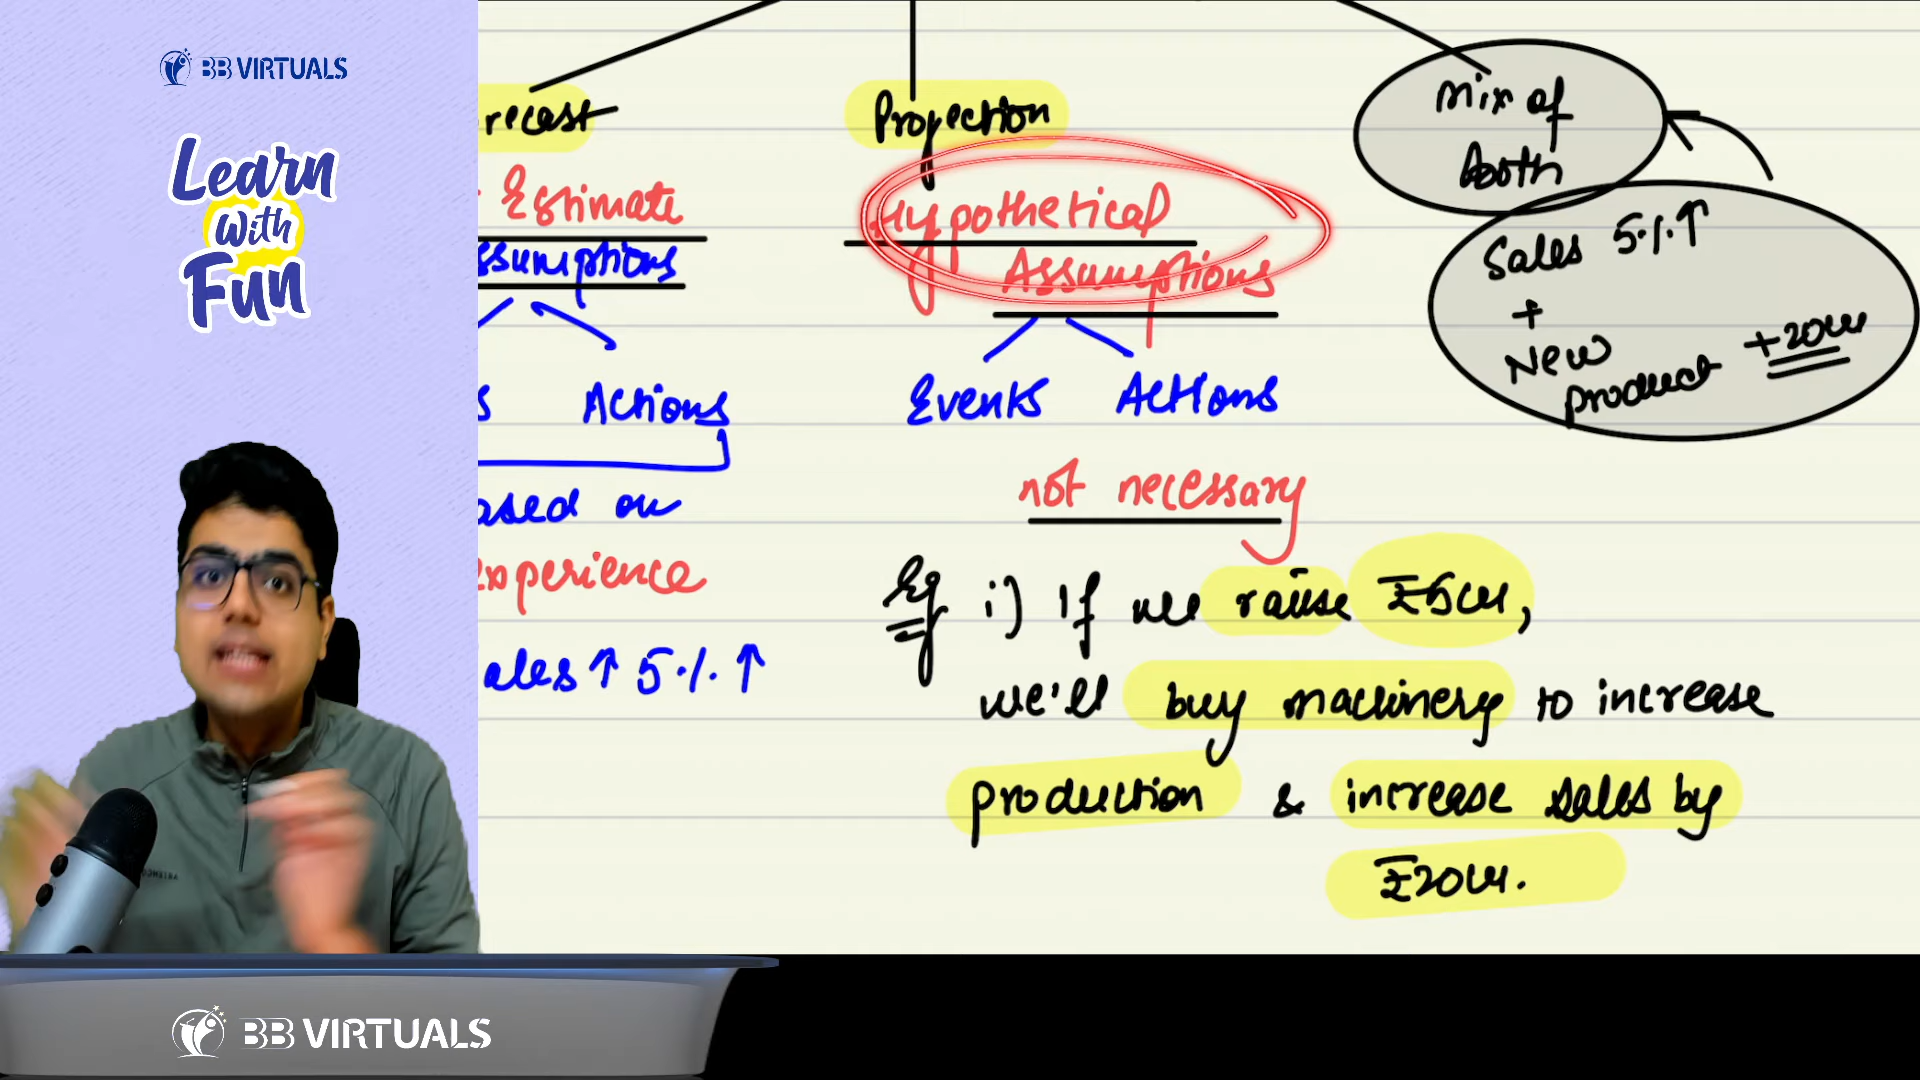 BB VIRTUALS
Learn
With
Fun
recast
Estimate
ssumptions
s Actions
ased on
experience
ales ↑ 5% ↑
Projection
Hypothetical
Assumptions
Events Actions
not necessary
Eg i) If we raise ₹5cr,
we'll buy machinery to increase
production & increase sales by
₹20cr.
Mix of
both
Sales 5% ↑
+
New
product +20cr
BB VIRTUALS